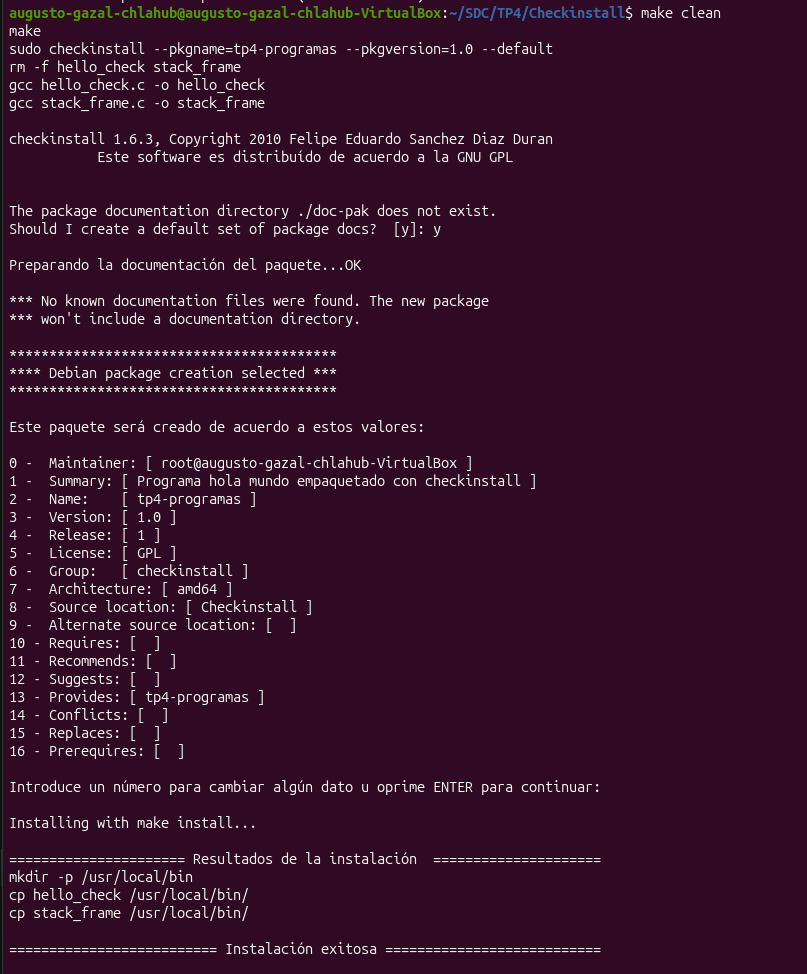 augusto-gazal-chlahub@augusto-gazal-chlahub-VirtualBox:~/SDC/TP4/Checkinstall$ make clean
make
sudo checkinstall --pkgname=tp4-programas --pkgversion=1.0 --default
rm -f hello_check stack_frame
gcc hello_check.c -o hello_check
gcc stack_frame.c -o stack_frame

checkinstall 1.6.3, Copyright 2010 Felipe Eduardo Sanchez Diaz Duran
           Este software es distribuído de acuerdo a la GNU GPL


The package documentation directory ./doc-pak does not exist.
Should I create a default set of package docs?  [y]: y

Preparando la documentación del paquete...OK

*** No known documentation files were found. The new package
*** won't include a documentation directory.

*****************************************
**** Debian package creation selected ***
*****************************************

Este paquete será creado de acuerdo a estos valores:

0 -  Maintainer: [ root@augusto-gazal-chlahub-VirtualBox ]
1 -  Summary: [ Programa hola mundo empaquetado con checkinstall ]
2 -  Name:    [ tp4-programas ]
3 -  Version: [ 1.0 ]
4 -  Release: [ 1 ]
5 -  License: [ GPL ]
6 -  Group:   [ checkinstall ]
7 -  Architecture: [ amd64 ]
8 -  Source location: [ Checkinstall ]
9 -  Alternate source location: [  ]
10 - Requires: [  ]
11 - Recommends: [  ]
12 - Suggests: [  ]
13 - Provides: [ tp4-programas ]
14 - Conflicts: [  ]
15 - Replaces: [  ]
16 - Prerequires: [  ]

Introduce un número para cambiar algún dato u oprime ENTER para continuar:

Installing with make install...

====================== Resultados de la instalación  =====================
mkdir -p /usr/local/bin
cp hello_check /usr/local/bin/
cp stack_frame /usr/local/bin/

========================== Instalación exitosa ===========================